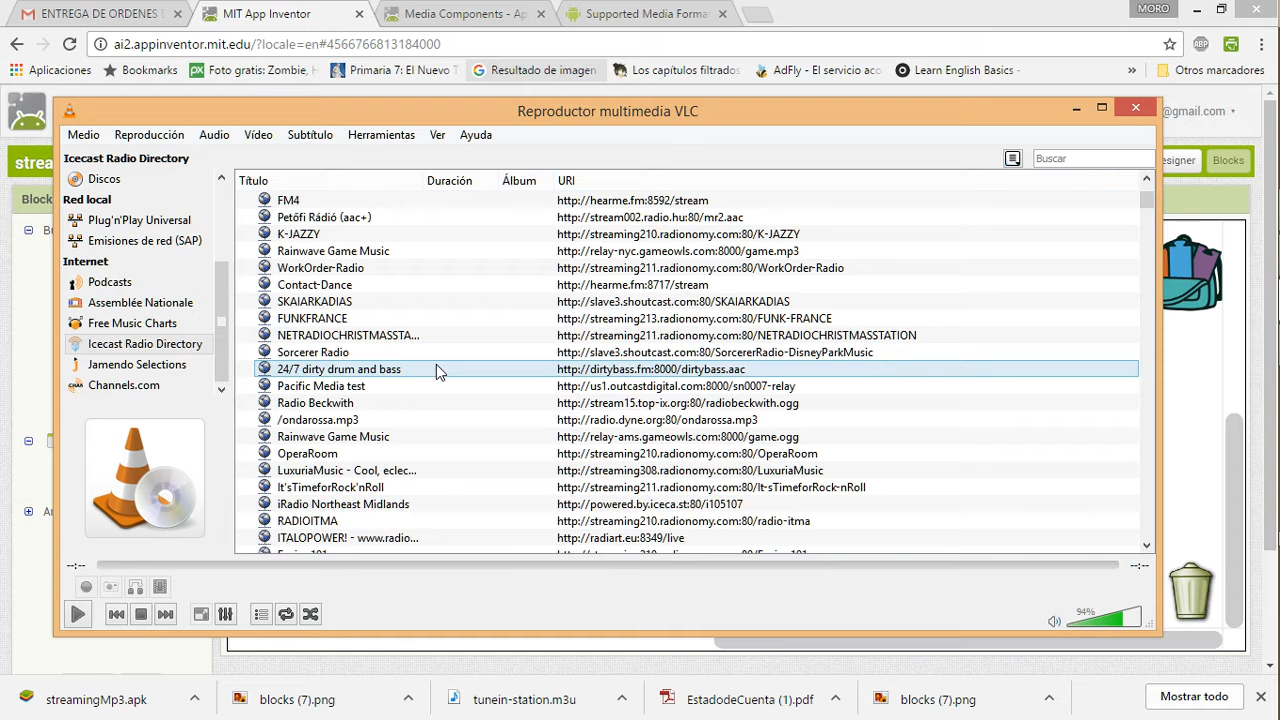 ENTREGA DE ORDENES D
MIT App Inventor
Media Components - Ap
Supported Media Forma
MORO
ai2.appinventor.mit.edu/?locale=en#4566766813184000
ABP
Aplicaciones
Bookmarks
Foto gratis: Zombie, H
Primaria 7: El Nuevo T
Resultado de imagen
Los capítulos filtrados
AdFly - El servicio aco
Learn English Basics -
Otros marcadores
@gmail.com
Reproductor multimedia VLC
Medio Reproducción Audio Vídeo Subtítulo Herramientas Ver Ayuda
strea
esigner
Blocks
Block
Bu
An
Icecast Radio Directory
Buscar
Discos
Red local
Plug'n'Play Universal
Emisiones de red (SAP)
Internet
Podcasts
Assemblée Nationale
Free Music Charts
Icecast Radio Directory
Jamendo Selections
Channels.com
Título Duración Álbum URI
FM4 http://hearme.fm:8592/stream
Petőfi Rádió (aac+) http://stream002.radio.hu:80/mr2.aac
K-JAZZY http://streaming210.radionomy.com:80/K-JAZZY
Rainwave Game Music http://relay-nyc.gameowls.com:8000/game.mp3
WorkOrder-Radio http://streaming211.radionomy.com:80/WorkOrder-Radio
Contact-Dance http://hearme.fm:8717/stream
SKAIARKADIAS http://slave3.shoutcast.com:80/SKAIARKADIAS
FUNKFRANCE http://streaming213.radionomy.com:80/FUNK-FRANCE
NETRADIOCHRISTMASSTA... http://streaming211.radionomy.com:80/NETRADIOCHRISTMASSTATION
Sorcerer Radio http://slave3.shoutcast.com:80/SorcererRadio-DisneyParkMusic
24/7 dirty drum and bass http://dirtybass.fm:8000/dirtybass.aac
Pacific Media test http://us1.outcastdigital.com:8000/sn0007-relay
Radio Beckwith http://stream15.top-ix.org:80/radiobeckwith.ogg
/ondarossa.mp3 http://radio.dyne.org:80/ondarossa.mp3
Rainwave Game Music http://relay-ams.gameowls.com:8000/game.ogg
OperaRoom http://streaming210.radionomy.com:80/OperaRoom
LuxuriaMusic - Cool, eclec... http://streaming308.radionomy.com:80/LuxuriaMusic
It'sTimeforRock'nRoll http://streaming211.radionomy.com:80/It-sTimeforRock-nRoll
iRadio Northeast Midlands http://powered.by.iceca.st:80/i105107
RADIOITMA http://streaming210.radionomy.com:80/radio-itma
ITALOPOWER! - www.radio... http://radiart.eu:8349/live
--:-- --:--
94%
streamingMp3.apk
blocks (7).png
tunein-station.m3u
EstadodeCuenta (1).pdf
blocks (7).png
Mostrar todo